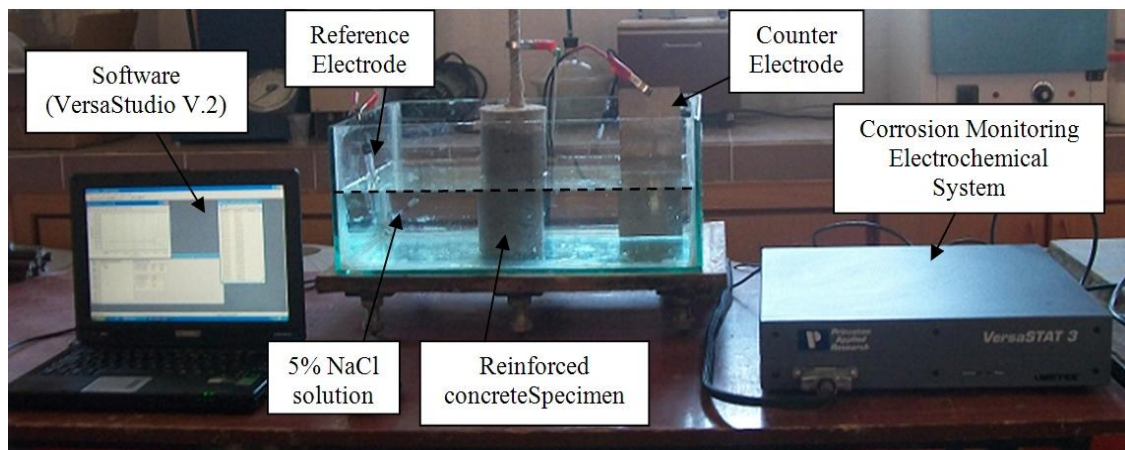 Reference
Electrode
Counter
Electrode
Software
(VersaStudio V.2)
Corrosion Monitoring
Electrochemical
System
5% NaCl
solution
Reinforced
concreteSpecimen
Princeton
Applied
Research
VersaSTAT 3
AMETEK